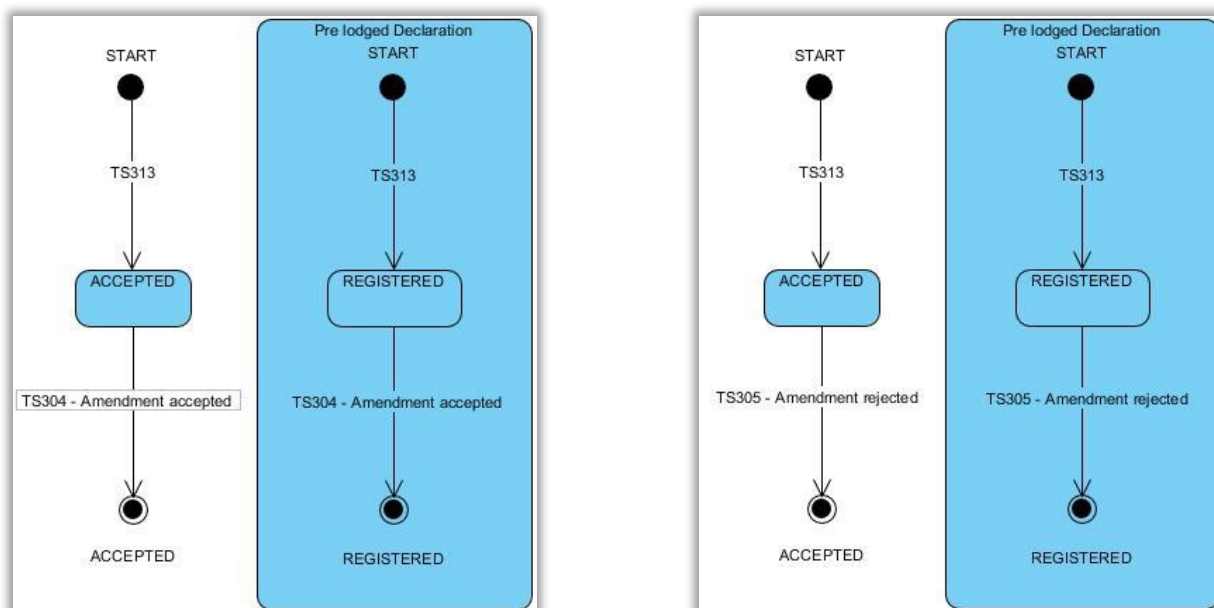 START
TS313
ACCEPTED
TS304 - Amendment accepted
ACCEPTED
Pre lodged Declaration
START
TS313
REGISTERED
TS304 - Amendment accepted
REGISTERED
START
TS313
ACCEPTED
TS305 - Amendment rejected
ACCEPTED
Pre lodged Declaration
START
TS313
REGISTERED
TS305 - Amendment rejected
REGISTERED